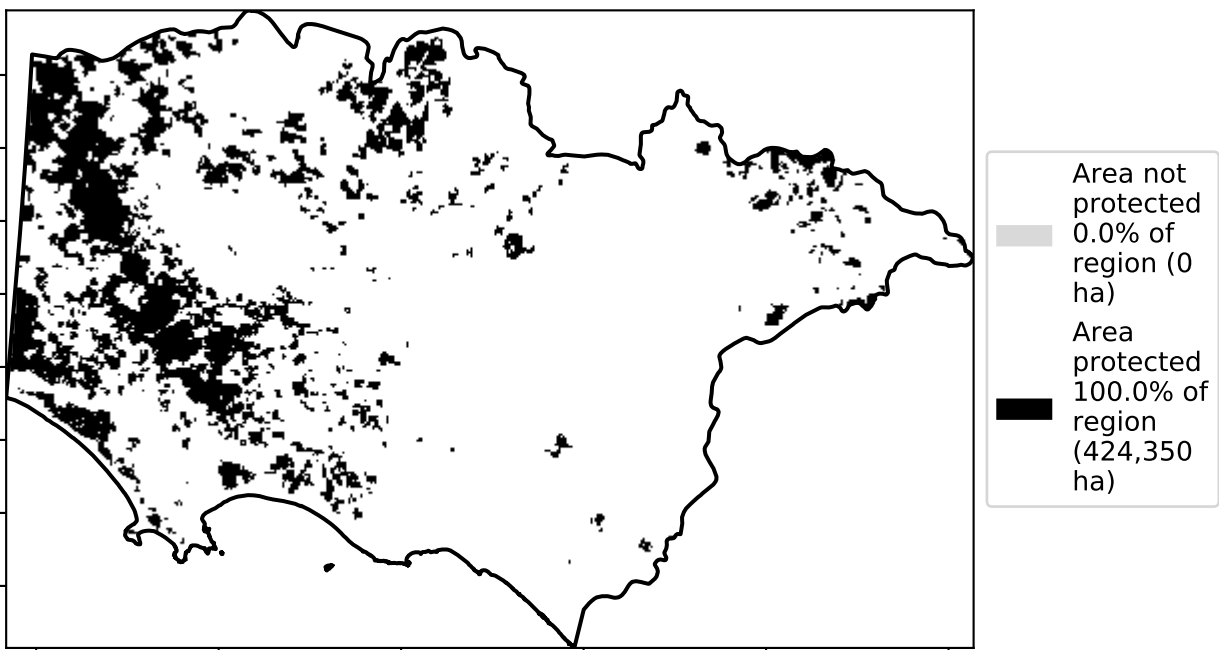 Area not
protected
0.0% of
region (0
ha)
Area
protected
100.0% of
region
(424,350
ha)